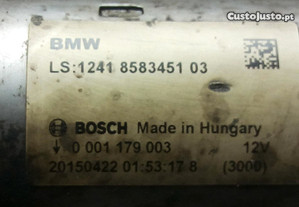 CustoJusto.pt
BMW
LS:1241 8583451 03
BOSCH Made in Hungary
0 001 179 003 12V
20150422 01:53:17 8 (3000)